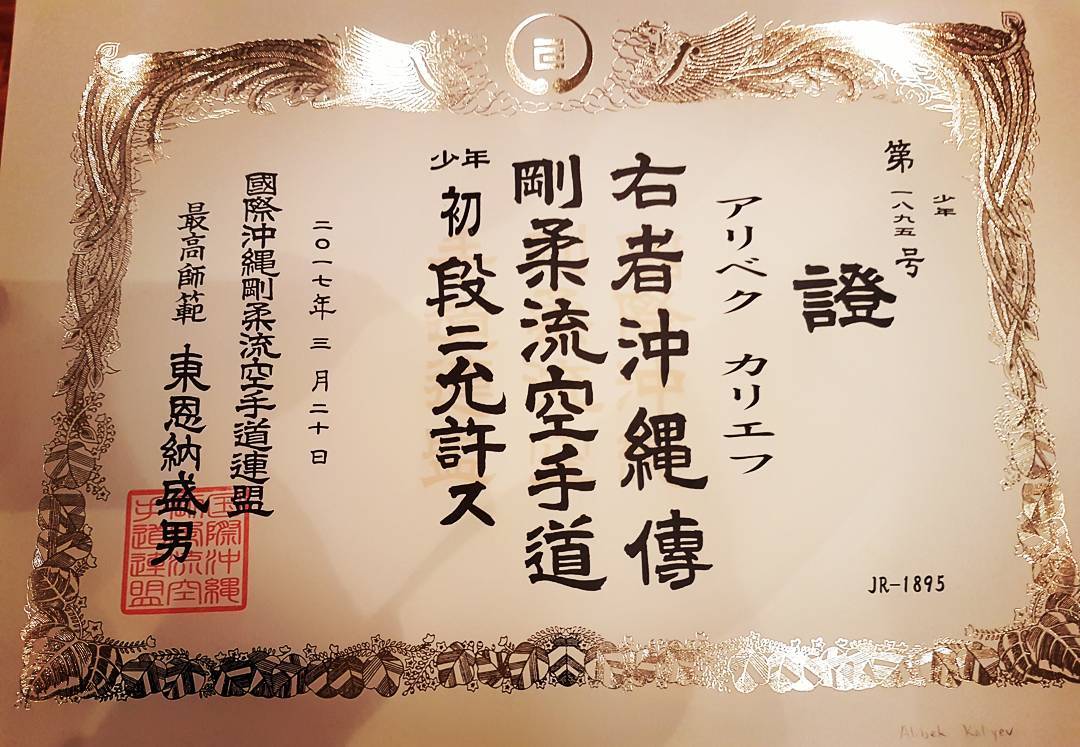 少年
第一八九五号
證
アリベク カリエフ
右者沖縄傳
剛柔流空手道
少年初段ニ允許ス
二〇一七年三月二十日
國際沖縄剛柔流空手道連盟
最高師範 東恩納盛男
国際沖縄
剛柔流空
手道連盟
JR-1895
Alibek